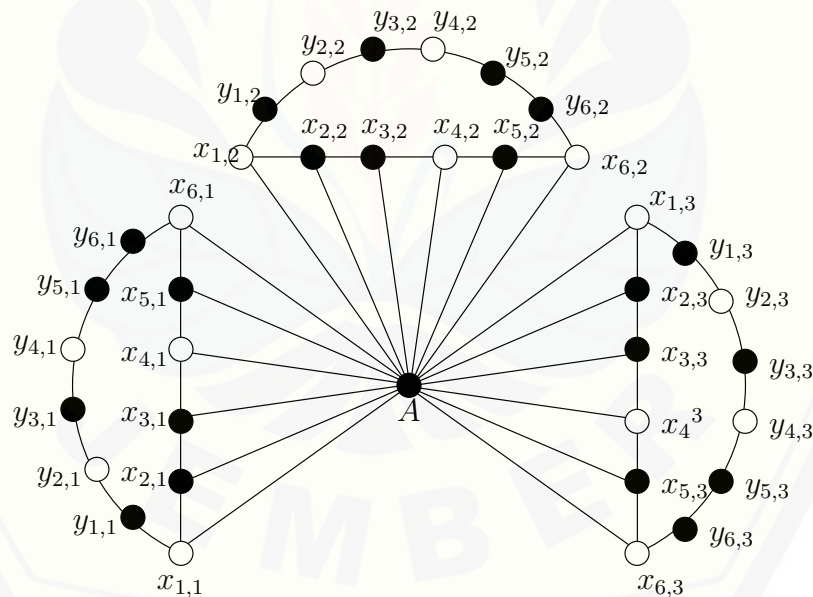 y3,2 y4,2
y2,2 y5,2
y1,2 y6,2
x1,2 x2,2 x3,2 x4,2 x5,2 x6,2
x6,1 x1,3
y6,1 y1,3
y5,1 x5,1 x2,3 y2,3
y4,1 x4,1 x3,3 y3,3
A
y3,1 x3,1 x4³ y4,3
y2,1 x2,1 x5,3 y5,3
y1,1 y6,3
x1,1 x6,3
EMBER